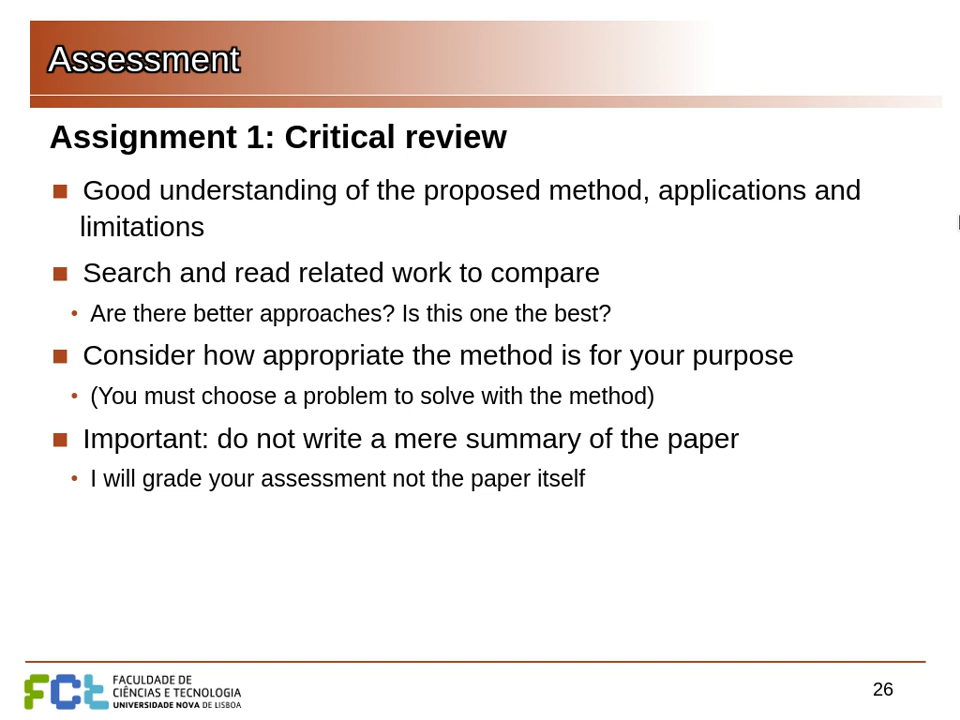 Assessment
Assignment 1: Critical review
■ Good understanding of the proposed method, applications and
limitations
■ Search and read related work to compare
• Are there better approaches? Is this one the best?
■ Consider how appropriate the method is for your purpose
• (You must choose a problem to solve with the method)
■ Important: do not write a mere summary of the paper
• I will grade your assessment not the paper itself
FCT
FACULDADE DE
CIÊNCIAS E TECNOLOGIA
UNIVERSIDADE NOVA DE LISBOA
26